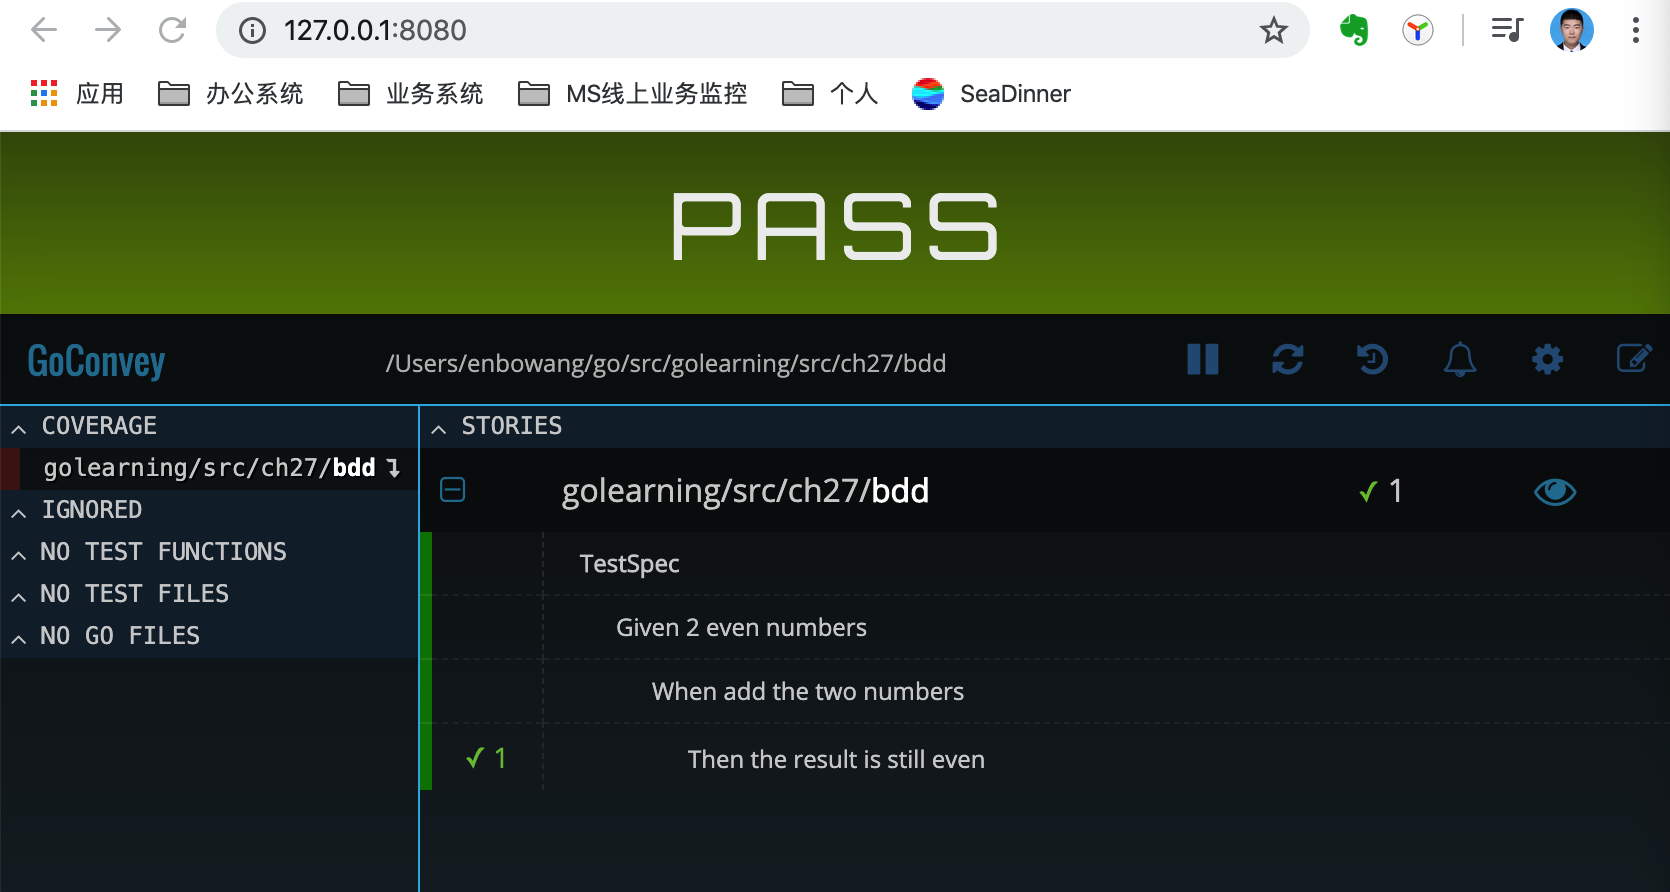 127.0.0.1:8080
应用 办公系统 业务系统 MS线上业务监控 个人 SeaDinner
PASS
GoConvey /Users/enbowang/go/src/golearning/src/ch27/bdd
COVERAGE
golearning/src/ch27/bdd
IGNORED
NO TEST FUNCTIONS
NO TEST FILES
NO GO FILES
STORIES
golearning/src/ch27/bdd ✓ 1
TestSpec
Given 2 even numbers
When add the two numbers
✓ 1 Then the result is still even